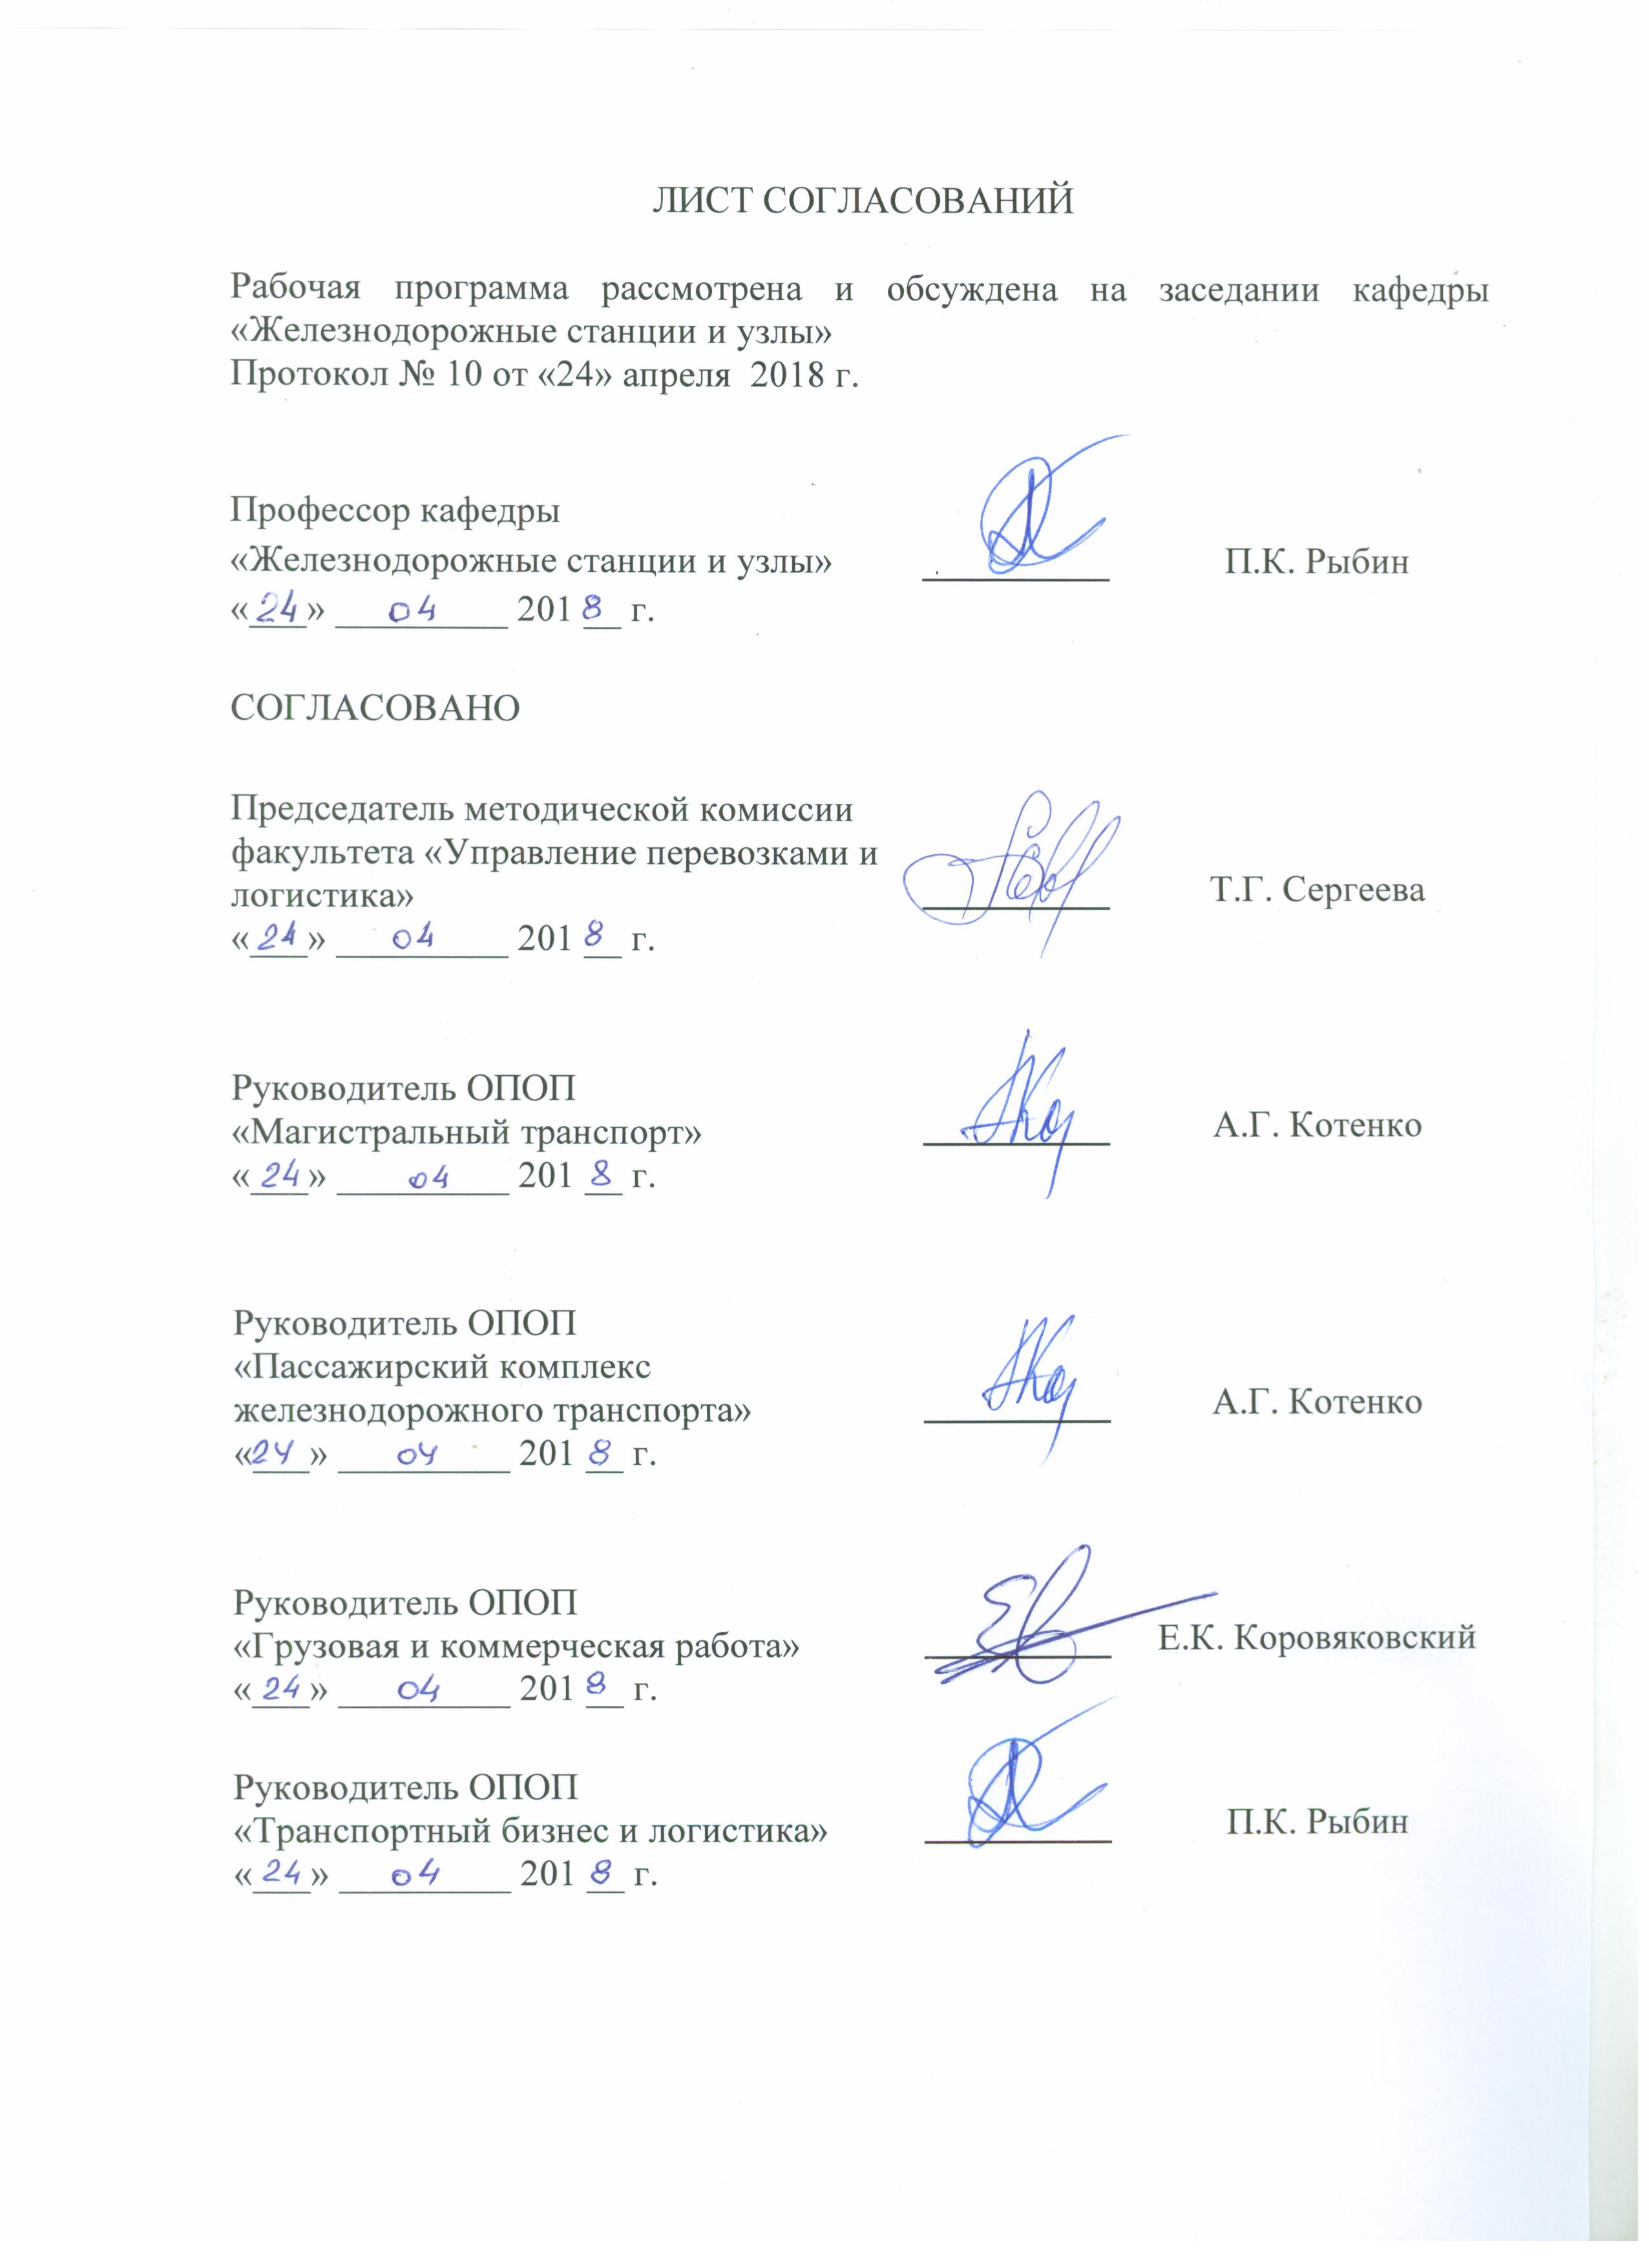 ЛИСТ СОГЛАСОВАНИЙ
Рабочая программа рассмотрена и обсуждена на заседании кафедры
«Железнодорожные станции и узлы»
Протокол № 10 от «24» апреля 2018 г.
Профессор кафедры
«Железнодорожные станции и узлы» П.К. Рыбин
«24» 04 2018 г.
СОГЛАСОВАНО
Председатель методической комиссии
факультета «Управление перевозками и
логистика» Т.Г. Сергеева
«24» 04 2018 г.
Руководитель ОПОП
«Магистральный транспорт» А.Г. Котенко
«24» 04 2018 г.
Руководитель ОПОП
«Пассажирский комплекс
железнодорожного транспорта» А.Г. Котенко
«24» 04 2018 г.
Руководитель ОПОП
«Грузовая и коммерческая работа» Е.К. Коровяковский
«24» 04 2018 г.
Руководитель ОПОП
«Транспортный бизнес и логистика» П.К. Рыбин
«24» 04 2018 г.